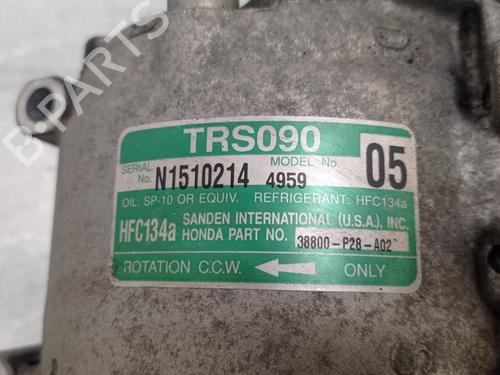 B-PARTS
TRS090
SERIAL No. N1510214 MODEL No. 4959 05
OIL: SP-10 OR EQUIV. REFRIGERANT: HFC134a
HFC134a SANDEN INTERNATIONAL (U.S.A.), INC.
HONDA PART NO. 38800-P28-A02
ROTATION C.C.W. ONLY